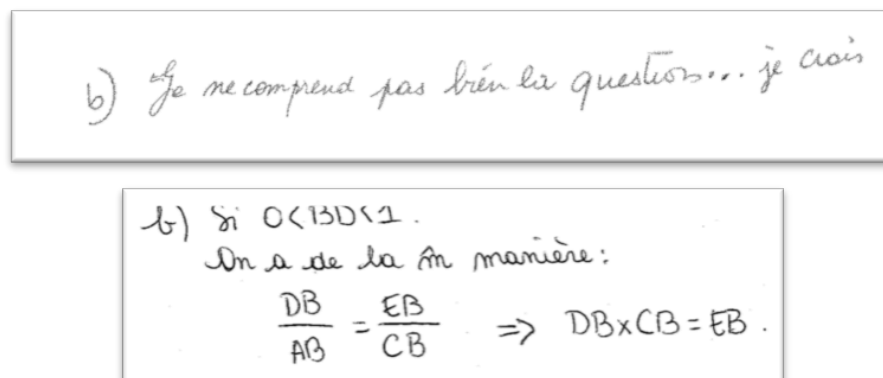 b) Je ne comprend pas bien la question... je crois
b) Si 0<BD<1.
On a de la m̂ manière:
DB/AB = EB/CB => DB×CB = EB.